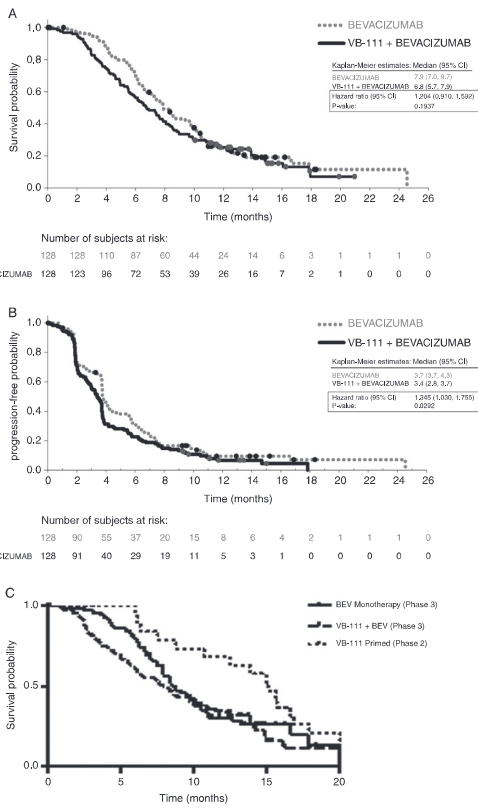 A
BEVACIZUMAB
VB-111 + BEVACIZUMAB
Kaplan-Meier estimates: Median (95% CI)
BEVACIZUMAB 7.9 (7.0, 9.7)
VB-111 + BEVACIZUMAB 6.8 (5.7, 7.9)
Hazard ratio (95% CI) 1.204 (0.910, 1.592)
P-value: 0.1937
Survival probability
1.0
0.8
0.6
0.4
0.2
0.0
0 2 4 6 8 10 12 14 16 18 20 22 24 26
Time (months)
Number of subjects at risk:
128 128 110 87 60 44 24 14 6 3 1 1 1 0
CIZUMAB 128 123 96 72 53 39 26 16 7 2 1 0 0 0
B
BEVACIZUMAB
VB-111 + BEVACIZUMAB
Kaplan-Meier estimates: Median (95% CI)
BEVACIZUMAB 3.7 (3.7, 4.3)
VB-111 + BEVACIZUMAB 3.4 (2.8, 3.7)
Hazard ratio (95% CI) 1.345 (1.030, 1.755)
P-value: 0.0292
progression-free probability
1.0
0.8
0.6
0.4
0.2
0.0
0 2 4 6 8 10 12 14 16 18 20 22 24 26
Time (months)
Number of subjects at risk:
128 90 55 37 20 15 8 6 4 2 1 1 1 0
CIZUMAB 128 91 40 29 19 11 5 3 1 0 0 0 0 0
C
BEV Monotherapy (Phase 3)
VB-111 + BEV (Phase 3)
VB-111 Primed (Phase 2)
Survival probability
1.0
0.5
0.0
0 5 10 15 20
Time (months)